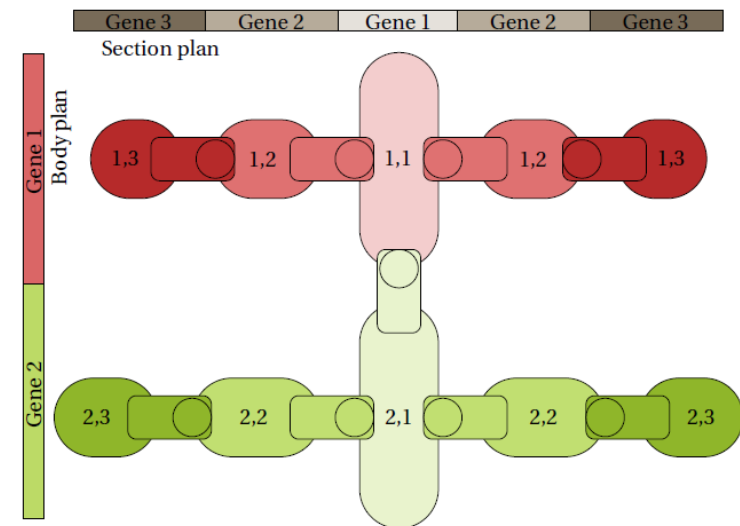 Gene 3 Gene 2 Gene 1 Gene 2 Gene 3
Section plan
Gene 1
Body plan
1,3 1,2 1,1 1,2 1,3
Gene 2
2,3 2,2 2,1 2,2 2,3